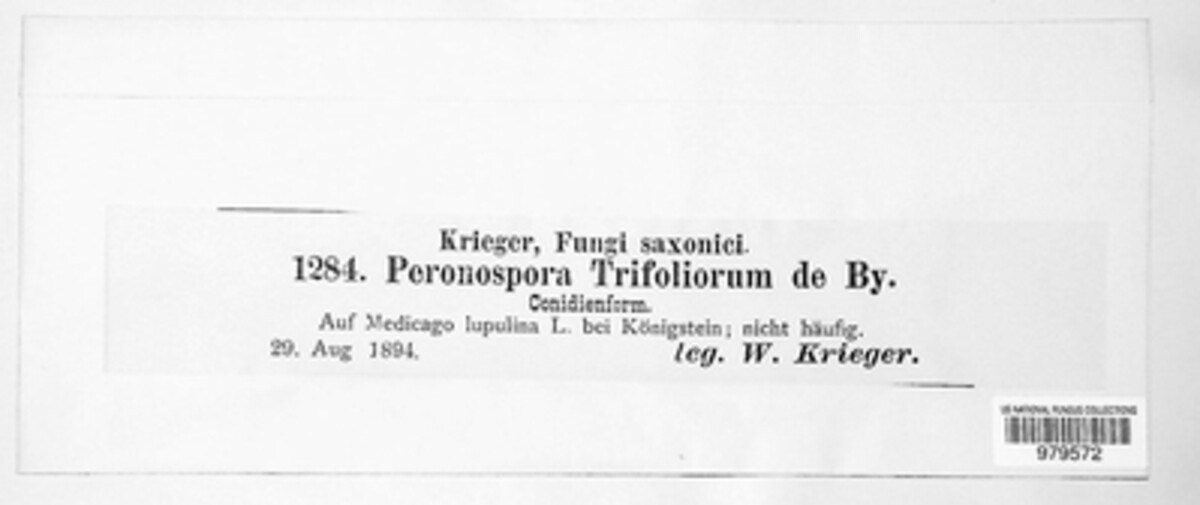 Krieger, Fungi saxonici.
1284. Peronospora Trifoliorum de By.
Conidienform.
Auf Medicago lupulina L. bei Königstein; nicht häufig.
29. Aug 1894. leg. W. Krieger.
US NATIONAL FUNGUS COLLECTIONS
979572